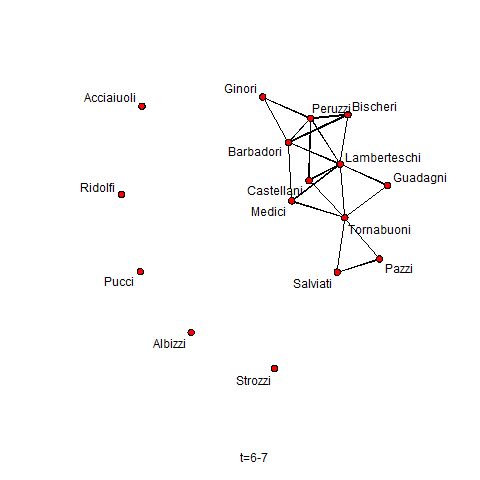 Ginori
Acciaiuoli
Peruzzi
Bischeri
Barbadori
Lamberteschi
Guadagni
Ridolfi
Castellani
Medici
Tornabuoni
Pazzi
Pucci
Salviati
Albizzi
Strozzi
t=6-7